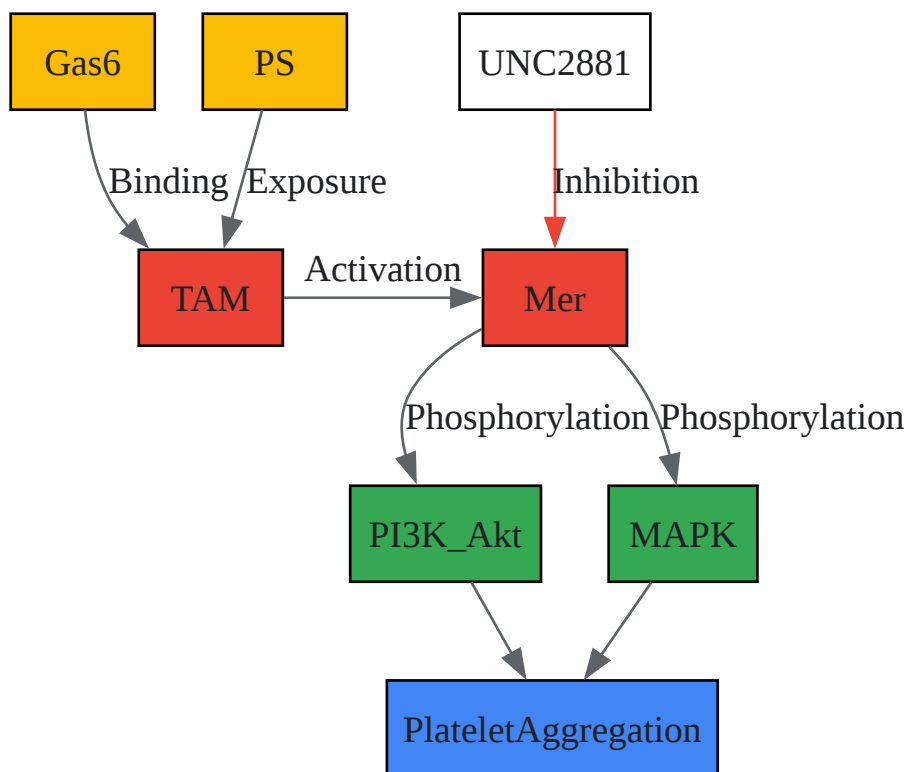 Gas6
PS
UNC2881
Binding
Exposure
Inhibition
TAM
Activation
Mer
Phosphorylation
Phosphorylation
PI3K_Akt
MAPK
PlateletAggregation